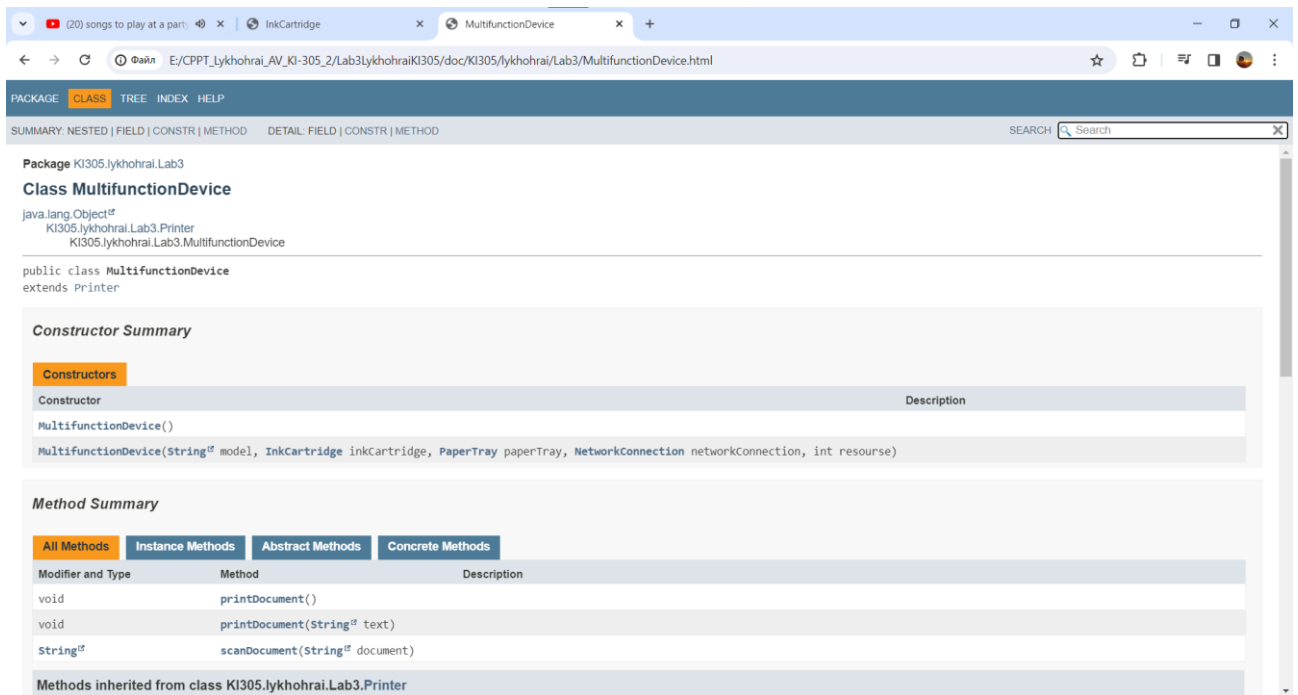 (20) songs to play at a party
InkCartridge
MultifunctionDevice
Файл E:/CPPT_Lykhohrai_AV_KI-305_2/Lab3LykhohraiKI305/doc/KI305/lykhohrai/Lab3/MultifunctionDevice.html
PACKAGE CLASS TREE INDEX HELP
SUMMARY: NESTED | FIELD | CONSTR | METHOD DETAIL: FIELD | CONSTR | METHOD SEARCH Search
Package KI305.lykhohrai.Lab3
Class MultifunctionDevice
java.lang.Object
KI305.lykhohrai.Lab3.Printer
KI305.lykhohrai.Lab3.MultifunctionDevice
public class MultifunctionDevice
extends Printer
Constructor Summary
Constructors
Constructor Description
MultifunctionDevice()
MultifunctionDevice(String model, InkCartridge inkCartridge, PaperTray paperTray, NetworkConnection networkConnection, int resourse)
Method Summary
All Methods Instance Methods Abstract Methods Concrete Methods
Modifier and Type Method Description
void printDocument()
void printDocument(String text)
String scanDocument(String document)
Methods inherited from class KI305.lykhohrai.Lab3.Printer